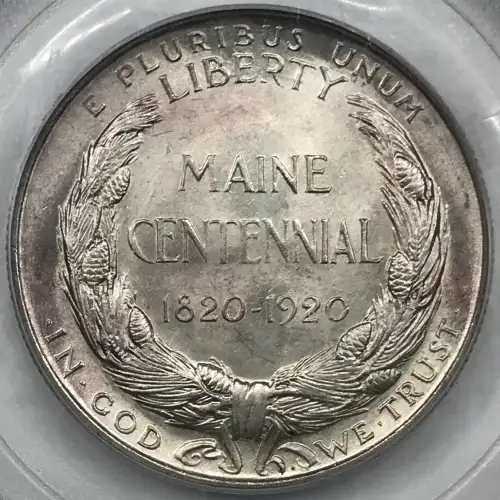 E PLURIBUS UNUM
LIBERTY
MAINE
CENTENNIAL
1820-1920
IN·GOD WE·TRUST